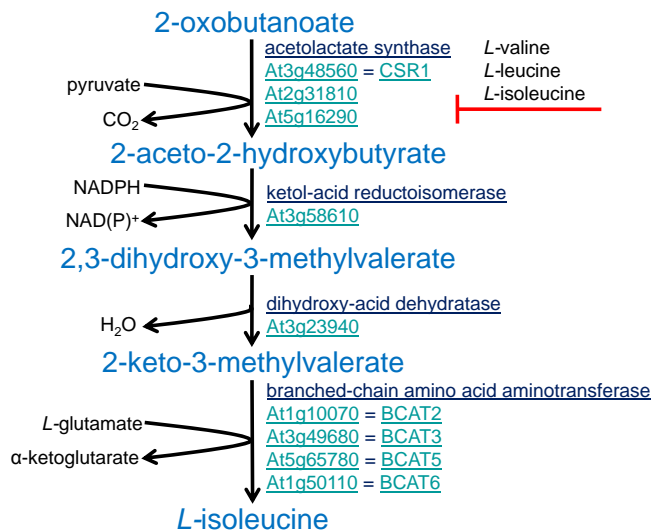 2-oxobutanoate
acetolactate synthase
At3g48560 = CSR1
At2g31810
At5g16290
pyruvate
CO₂
L-valine
L-leucine
L-isoleucine
2-aceto-2-hydroxybutyrate
NADPH
NAD(P)⁺
ketol-acid reductoisomerase
At3g58610
2,3-dihydroxy-3-methylvalerate
H₂O
dihydroxy-acid dehydratase
At3g23940
2-keto-3-methylvalerate
branched-chain amino acid aminotransferase
At1g10070 = BCAT2
At3g49680 = BCAT3
At5g65780 = BCAT5
At1g50110 = BCAT6
L-glutamate
α-ketoglutarate
L-isoleucine